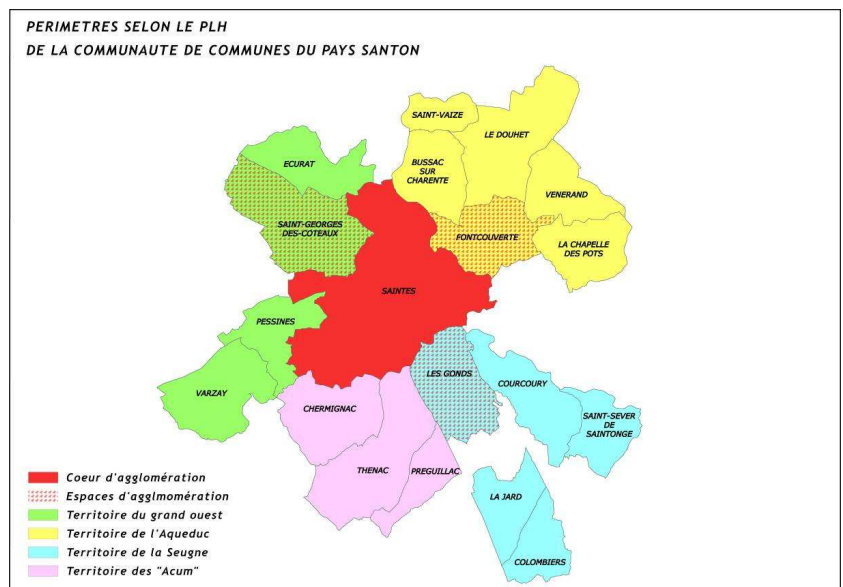 PERIMETRES SELON LE PLH
DE LA COMMUNAUTE DE COMMUNES DU PAYS SANTON
SAINT-VAIZE
LE DOUHET
ECURAT
BUSSAC
SUR
CHARENTE
VENERAND
SAINT-GEORGES
DES-COTEAUX
FONTCOUVERTE
LA CHAPELLE
DES POTS
SAINTES
PESSINES
LES GONDS
COURCOURY
VARZAY
CHERMIGNAC
SAINT-SEVER
DE
SAINTONGE
THENAC
PREGUILLAC
LA JARD
COLOMBIERS
Coeur d'agglomération
Espaces d'agglmomération
Territoire du grand ouest
Territoire de l'Aqueduc
Territoire de la Seugne
Territoire des "Acum"